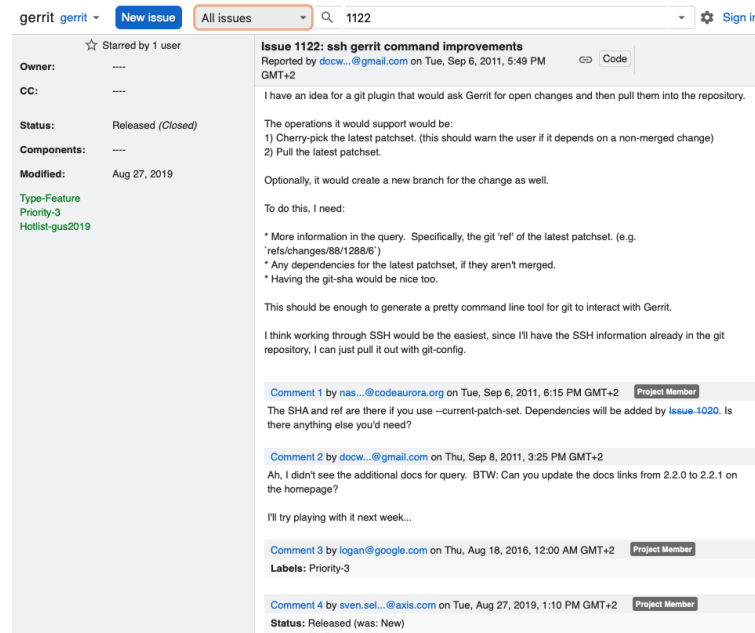 gerrit gerrit New issue All issues 1122 Sign in
Starred by 1 user
Owner: ----
CC: ----
Status: Released (Closed)
Components: ----
Modified: Aug 27, 2019
Type-Feature
Priority-3
Hotlist-gus2019
Issue 1122: ssh gerrit command improvements
Reported by docw...@gmail.com on Tue, Sep 6, 2011, 5:49 PM
GMT+2
Code
I have an idea for a git plugin that would ask Gerrit for open changes and then pull them into the repository.
The operations it would support would be:
1) Cherry-pick the latest patchset. (this should warn the user if it depends on a non-merged change)
2) Pull the latest patchset.
Optionally, it would create a new branch for the change as well.
To do this, I need:
* More information in the query.  Specifically, the git 'ref' of the latest patchset. (e.g.
`refs/changes/88/1288/6`)
* Any dependencies for the latest patchset, if they aren't merged.
* Having the git-sha would be nice too.
This should be enough to generate a pretty command line tool for git to interact with Gerrit.
I think working through SSH would be the easiest, since I'll have the SSH information already in the git
repository, I can just pull it out with git-config.
Comment 1 by nas...@codeaurora.org on Tue, Sep 6, 2011, 6:15 PM GMT+2 Project Member
The SHA and ref are there if you use --current-patch-set. Dependencies will be added by Issue 1020. Is
there anything else you'd need?
Comment 2 by docw...@gmail.com on Thu, Sep 8, 2011, 3:25 PM GMT+2
Ah, I didn't see the additional docs for query.  BTW: Can you update the docs links from 2.2.0 to 2.2.1 on
the homepage?
I'll try playing with it next week...
Comment 3 by logan@google.com on Thu, Aug 18, 2016, 12:00 AM GMT+2 Project Member
Labels: Priority-3
Comment 4 by sven.sel...@axis.com on Tue, Aug 27, 2019, 1:10 PM GMT+2 Project Member
Status: Released (was: New)